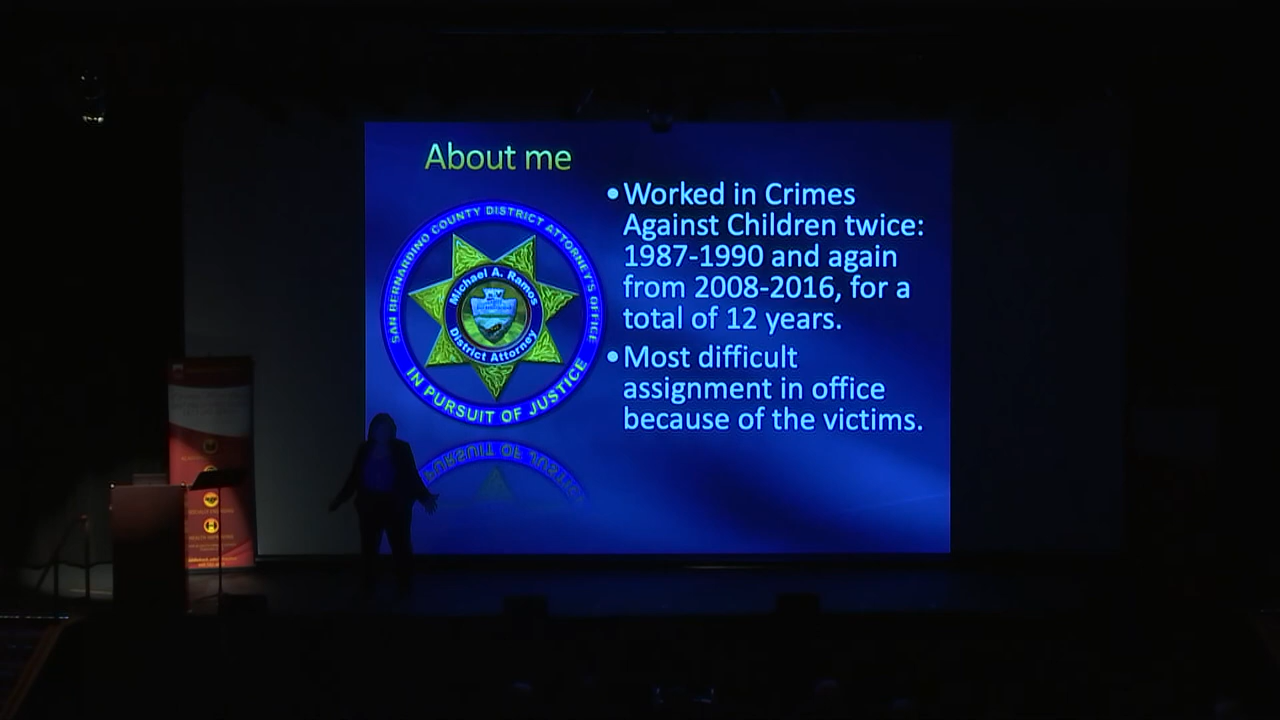 About me
SAN BERNARDINO COUNTY DISTRICT ATTORNEY'S OFFICE
Michael A. Ramos
District Attorney
IN PURSUIT OF JUSTICE
•Worked in Crimes
Against Children twice:
1987-1990 and again
from 2008-2016, for a
total of 12 years.
•Most difficult
assignment in office
because of the victims.